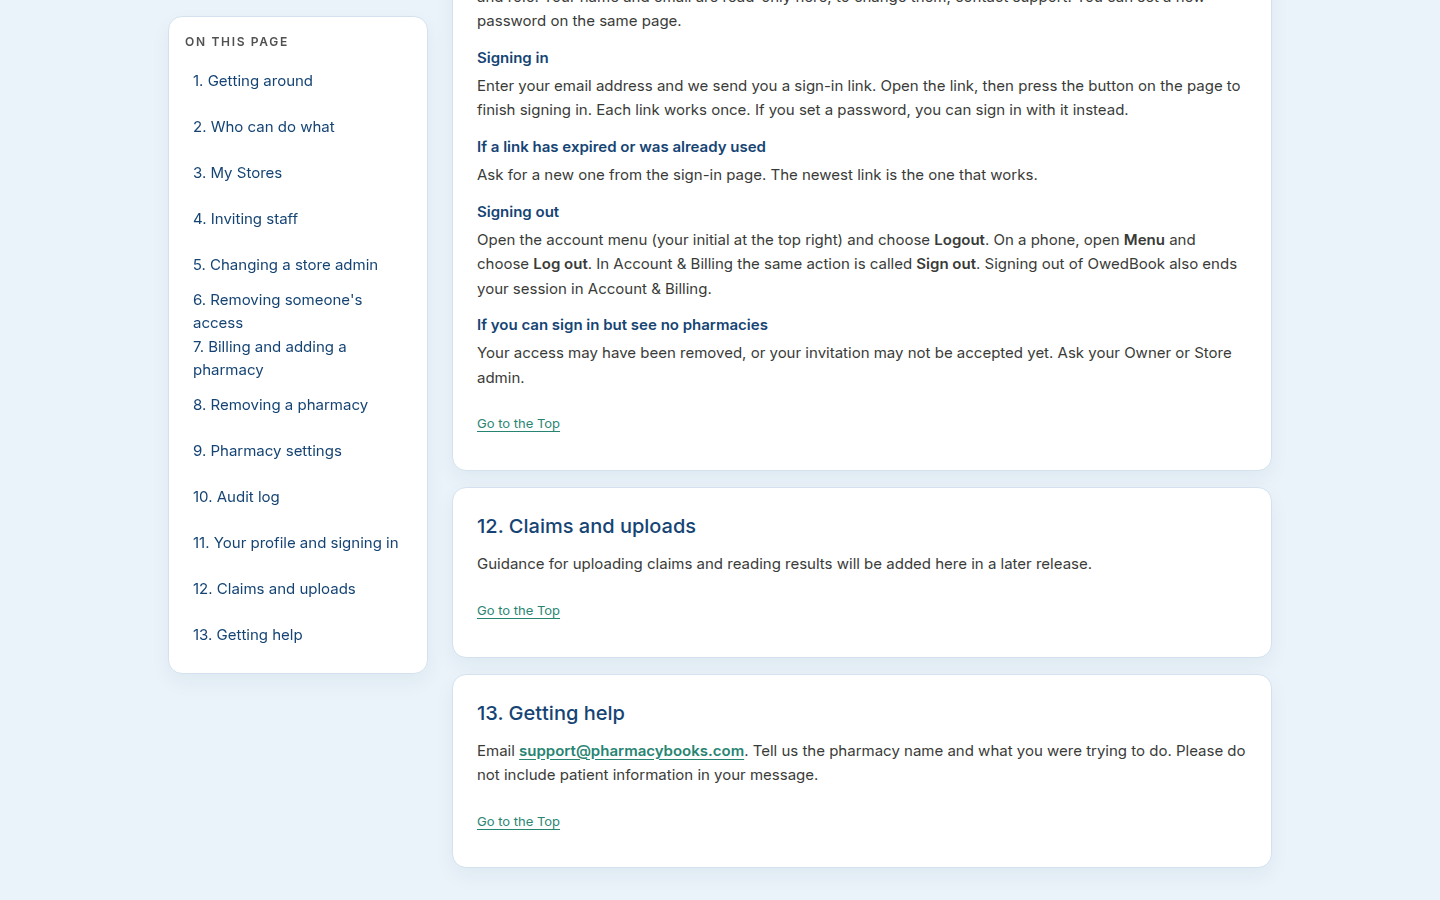 ON THIS PAGE
1. Getting around
2. Who can do what
3. My Stores
4. Inviting staff
5. Changing a store admin
6. Removing someone's
access
7. Billing and adding a
pharmacy
8. Removing a pharmacy
9. Pharmacy settings
10. Audit log
11. Your profile and signing in
12. Claims and uploads
13. Getting help
password on the same page.
Signing in
Enter your email address and we send you a sign-in link. Open the link, then press the button on the page to
finish signing in. Each link works once. If you set a password, you can sign in with it instead.
If a link has expired or was already used
Ask for a new one from the sign-in page. The newest link is the one that works.
Signing out
Open the account menu (your initial at the top right) and choose Logout. On a phone, open Menu and
choose Log out. In Account & Billing the same action is called Sign out. Signing out of OwedBook also ends
your session in Account & Billing.
If you can sign in but see no pharmacies
Your access may have been removed, or your invitation may not be accepted yet. Ask your Owner or Store
admin.
Go to the Top
12. Claims and uploads
Guidance for uploading claims and reading results will be added here in a later release.
Go to the Top
13. Getting help
Email support@pharmacybooks.com. Tell us the pharmacy name and what you were trying to do. Please do
not include patient information in your message.
Go to the Top